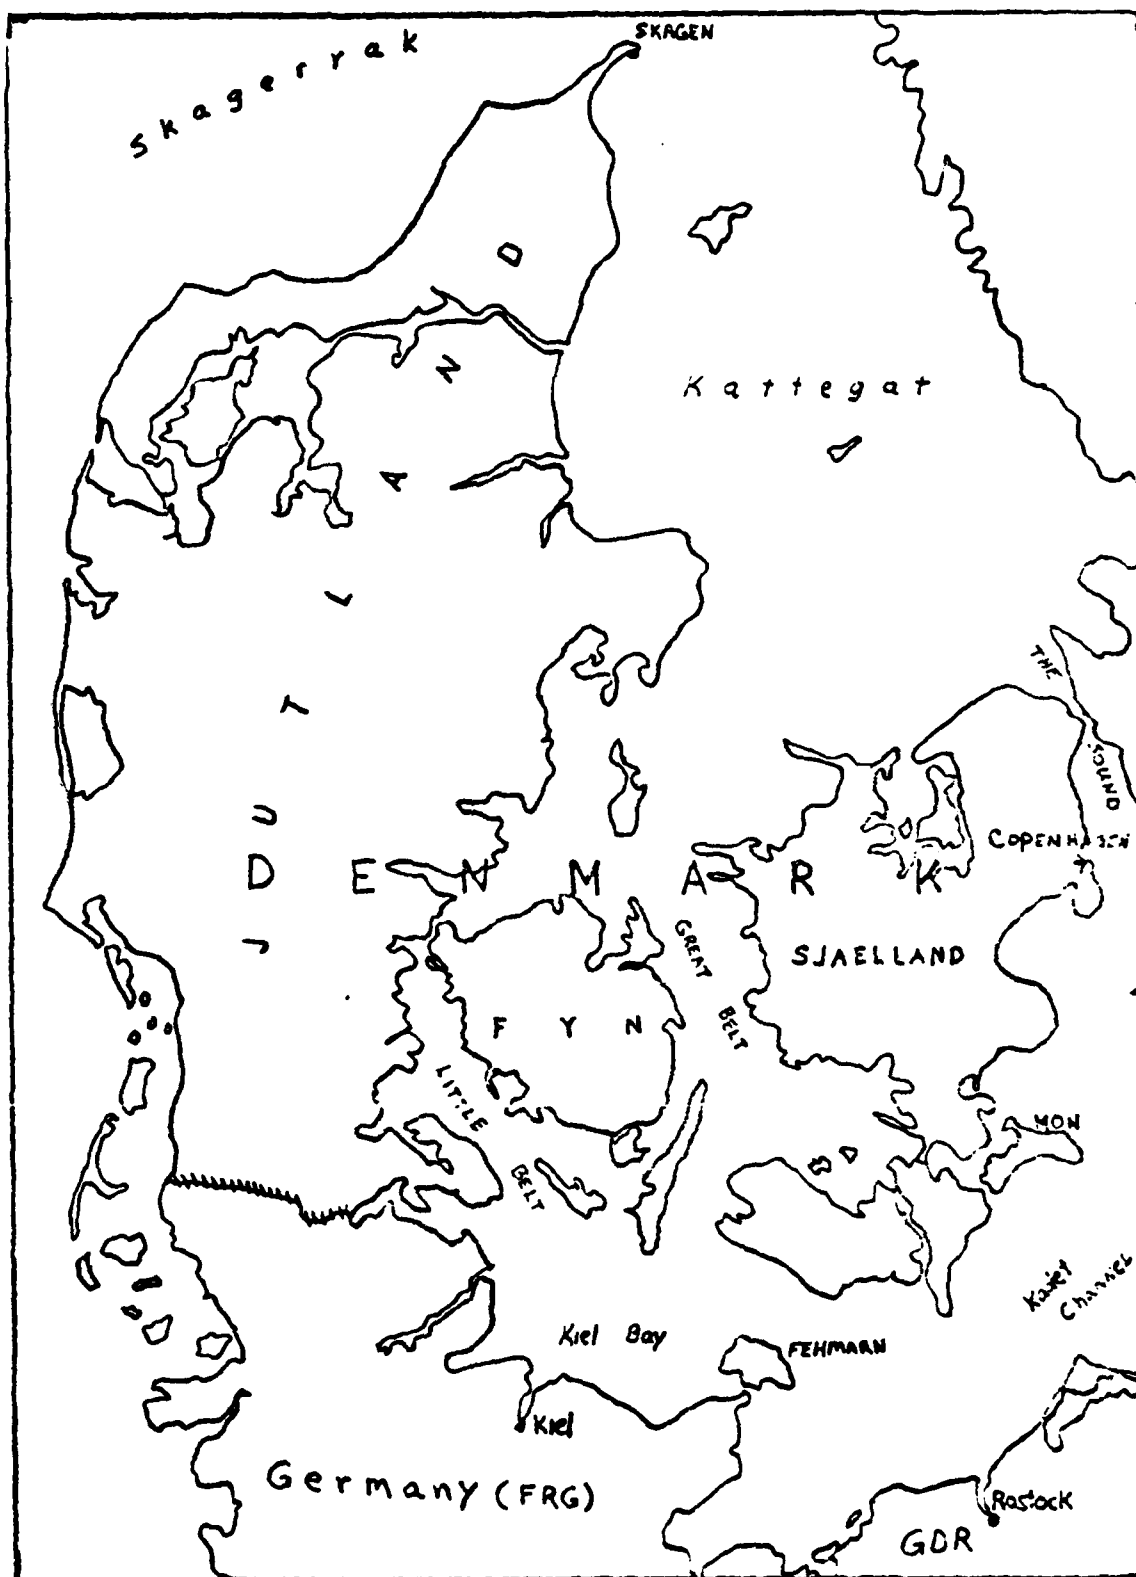 SKAGEN
Skagerrak
Kattegat
JUTLAND
THE SOUND
COPENHAGEN
DENMARK
GREAT BELT
SJAELLAND
FYN
LITTLE BELT
MON
Channel
Kiel Bay
FEHMARN
Kiel
Germany (FRG)
Rostock
GDR